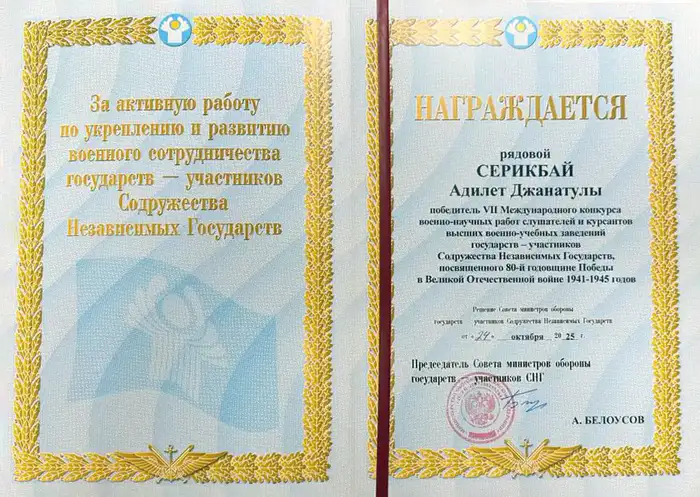 За активную работу
по укреплению и развитию
военного сотрудничества
государств — участников
Содружества
Независимых Государств
НАГРАЖДАЕТСЯ
рядовой
СЕРИКБАЙ
Адилет Джанатулы
победитель VII Международного конкурса
военно-научных работ слушателей и курсантов
высших военно-учебных заведений
государств – участников
Содружества Независимых Государств,
посвященного 80-й годовщине Победы
в Великой Отечественной войне 1941-1945 годов
Решение Совета министров обороны
государств участников Содружества Независимых Государств
от «29» октября 2025 г.
Председатель Совета министров обороны
государств участников СНГ
А. БЕЛОУСОВ